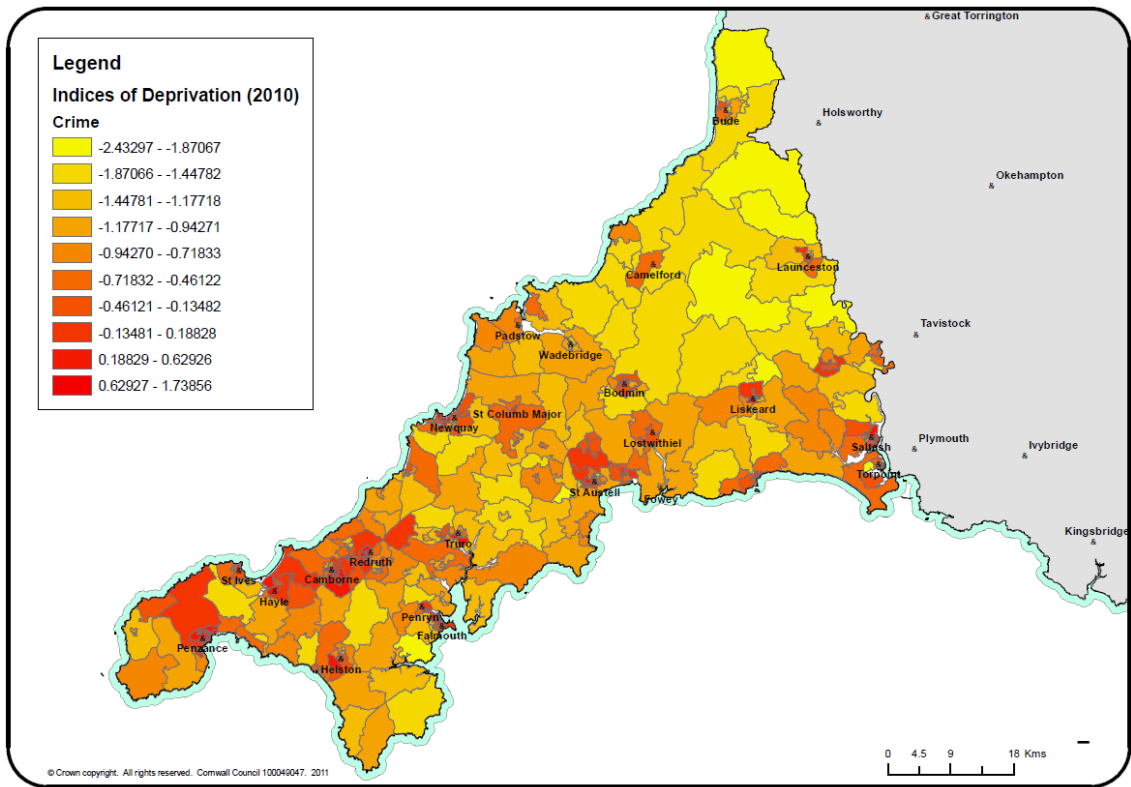 Great Torrington
Legend
Indices of Deprivation (2010)
Crime
-2.43297 - -1.87067
-1.87066 - -1.44782
-1.44781 - -1.17718
-1.17717 - -0.94271
-0.94270 - -0.71833
-0.71832 - -0.46122
-0.46121 - -0.13482
-0.13481 - 0.18828
0.18829 - 0.62926
0.62927 - 1.73856
Holsworthy
Bude
Okehampton
Launceston
Camelford
Tavistock
Padstow
Wadebridge
Bodmin
Liskeard
St Columb Major
Newquay
Lostwithiel
Saltash
Plymouth
Ivybridge
Torpoint
St Austell
Fowey
Kingsbridge
Truro
Redruth
St Ives
Camborne
Hayle
Penryn
Falmouth
Penzance
Helston
0 4.5 9 18 Kms
© Crown copyright. All rights reserved. Cornwall Council 100049047. 2011